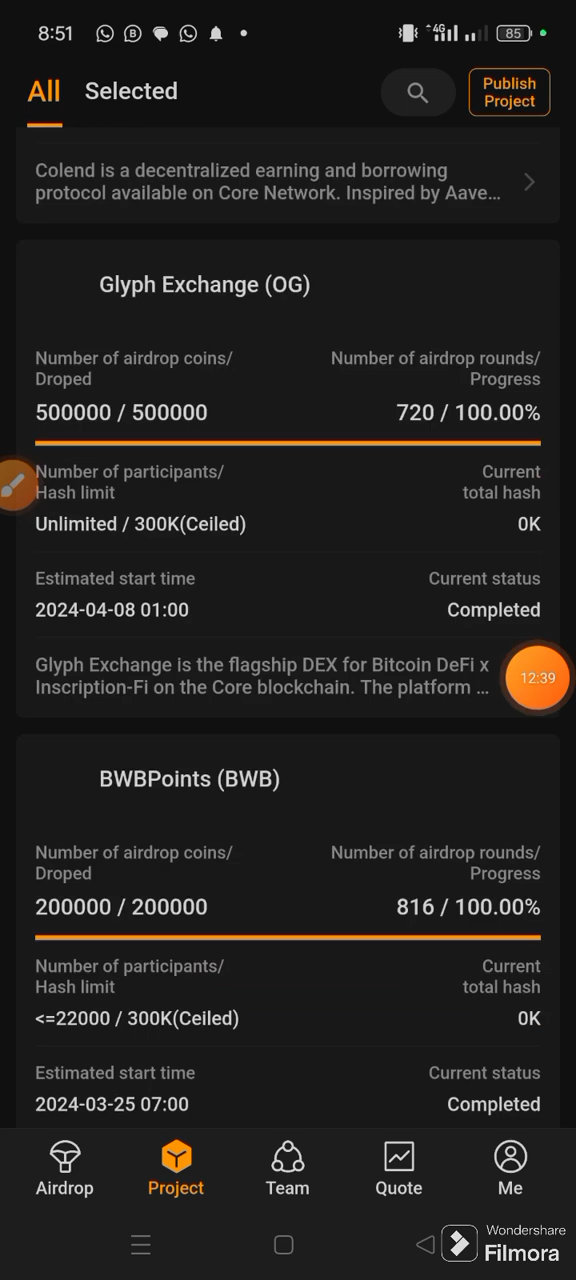 8:51
B
4G
85
All
Selected
Publish
Project
Colend is a decentralized earning and borrowing
protocol available on Core Network. Inspired by Aave...
Glyph Exchange (OG)
Number of airdrop coins/
Droped
Number of airdrop rounds/
Progress
500000 / 500000
720 / 100.00%
Number of participants/
Hash limit
Current
total hash
Unlimited / 300K(Ceiled)
0K
Estimated start time
Current status
2024-04-08 01:00
Completed
Glyph Exchange is the flagship DEX for Bitcoin DeFi x
Inscription-Fi on the Core blockchain. The platform ...
12:39
BWBPoints (BWB)
Number of airdrop coins/
Droped
Number of airdrop rounds/
Progress
200000 / 200000
816 / 100.00%
Number of participants/
Hash limit
Current
total hash
<=22000 / 300K(Ceiled)
0K
Estimated start time
Current status
2024-03-25 07:00
Completed
Airdrop
Project
Team
Quote
Me
Wondershare
Filmora